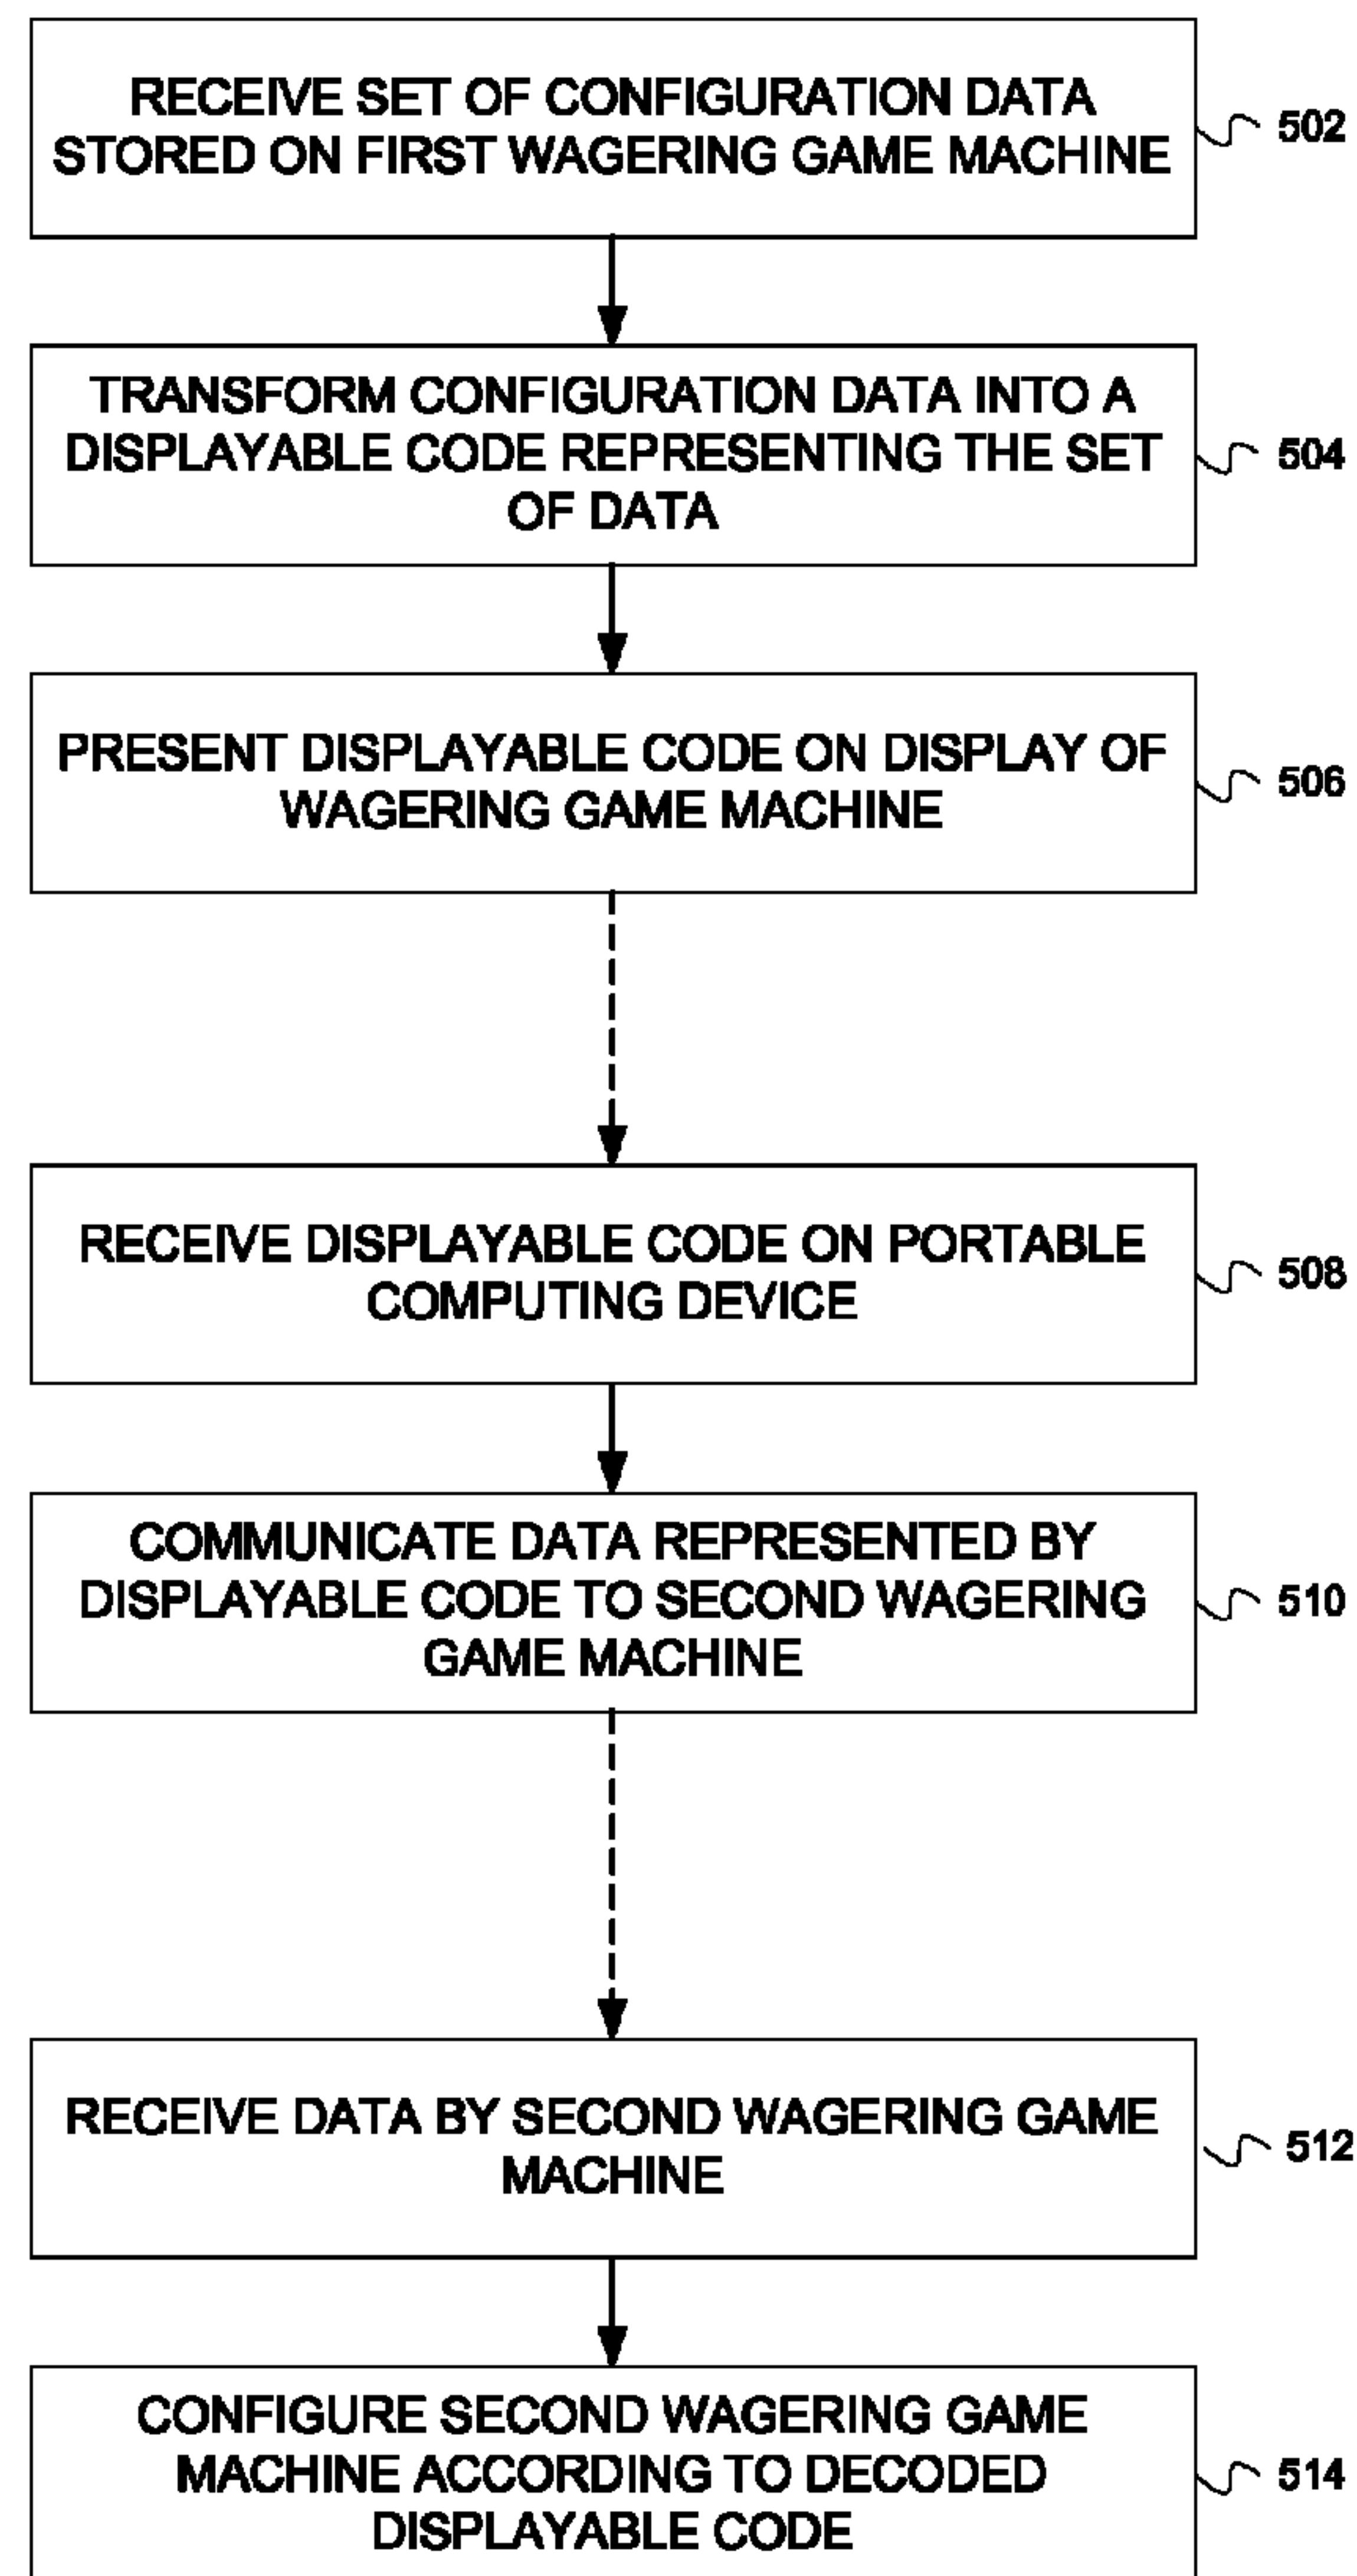 RECEIVE SET OF CONFIGURATION DATA
STORED ON FIRST WAGERING GAME MACHINE
502
TRANSFORM CONFIGURATION DATA INTO A
DISPLAYABLE CODE REPRESENTING THE SET
OF DATA
504
PRESENT DISPLAYABLE CODE ON DISPLAY OF
WAGERING GAME MACHINE
506
RECEIVE DISPLAYABLE CODE ON PORTABLE
COMPUTING DEVICE
508
COMMUNICATE DATA REPRESENTED BY
DISPLAYABLE CODE TO SECOND WAGERING
GAME MACHINE
510
RECEIVE DATA BY SECOND WAGERING GAME
MACHINE
512
CONFIGURE SECOND WAGERING GAME
MACHINE ACCORDING TO DECODED
DISPLAYABLE CODE
514